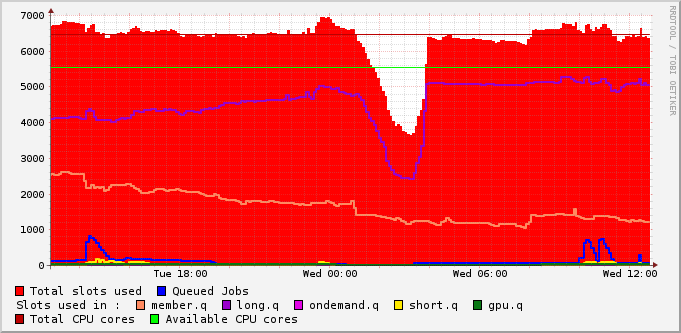 7000
6000
5000
4000
3000
2000
1000
0
Tue 18:00 Wed 00:00 Wed 06:00 Wed 12:00
Total slots used Queued Jobs
Slots used in : member.q long.q ondemand.q short.q gpu.q
Total CPU cores Available CPU cores
RRDTOOL / TOBI OETIKER